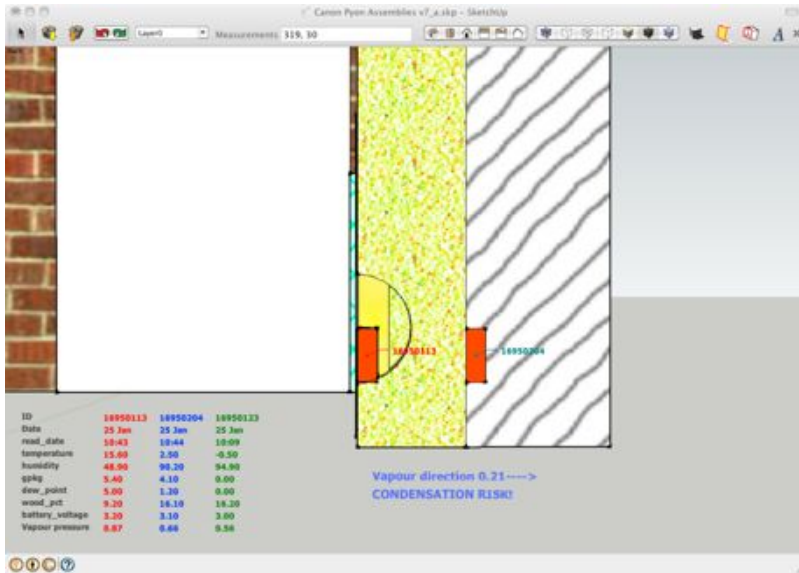 Canon Pyon Assemblies v7_a.skp - SketchUp
Layer0 Measurements 319, 30
16950113 16950204
ID 16950113 16950204 16950123
Date 25 Jan 25 Jan 25 Jan
read_date 10:43 10:44 10:09
temperature 15.60 2.50 -0.50
humidity 48.90 90.20 94.90
gpkg 5.40 4.10 0.00
dew_point 5.00 1.20 0.00
wood_pct 9.20 16.10 16.20
battery_voltage 3.20 3.10 3.00
Vapour pressure 0.87 0.66 0.56
Vapour direction 0.21---->
CONDENSATION RISK!